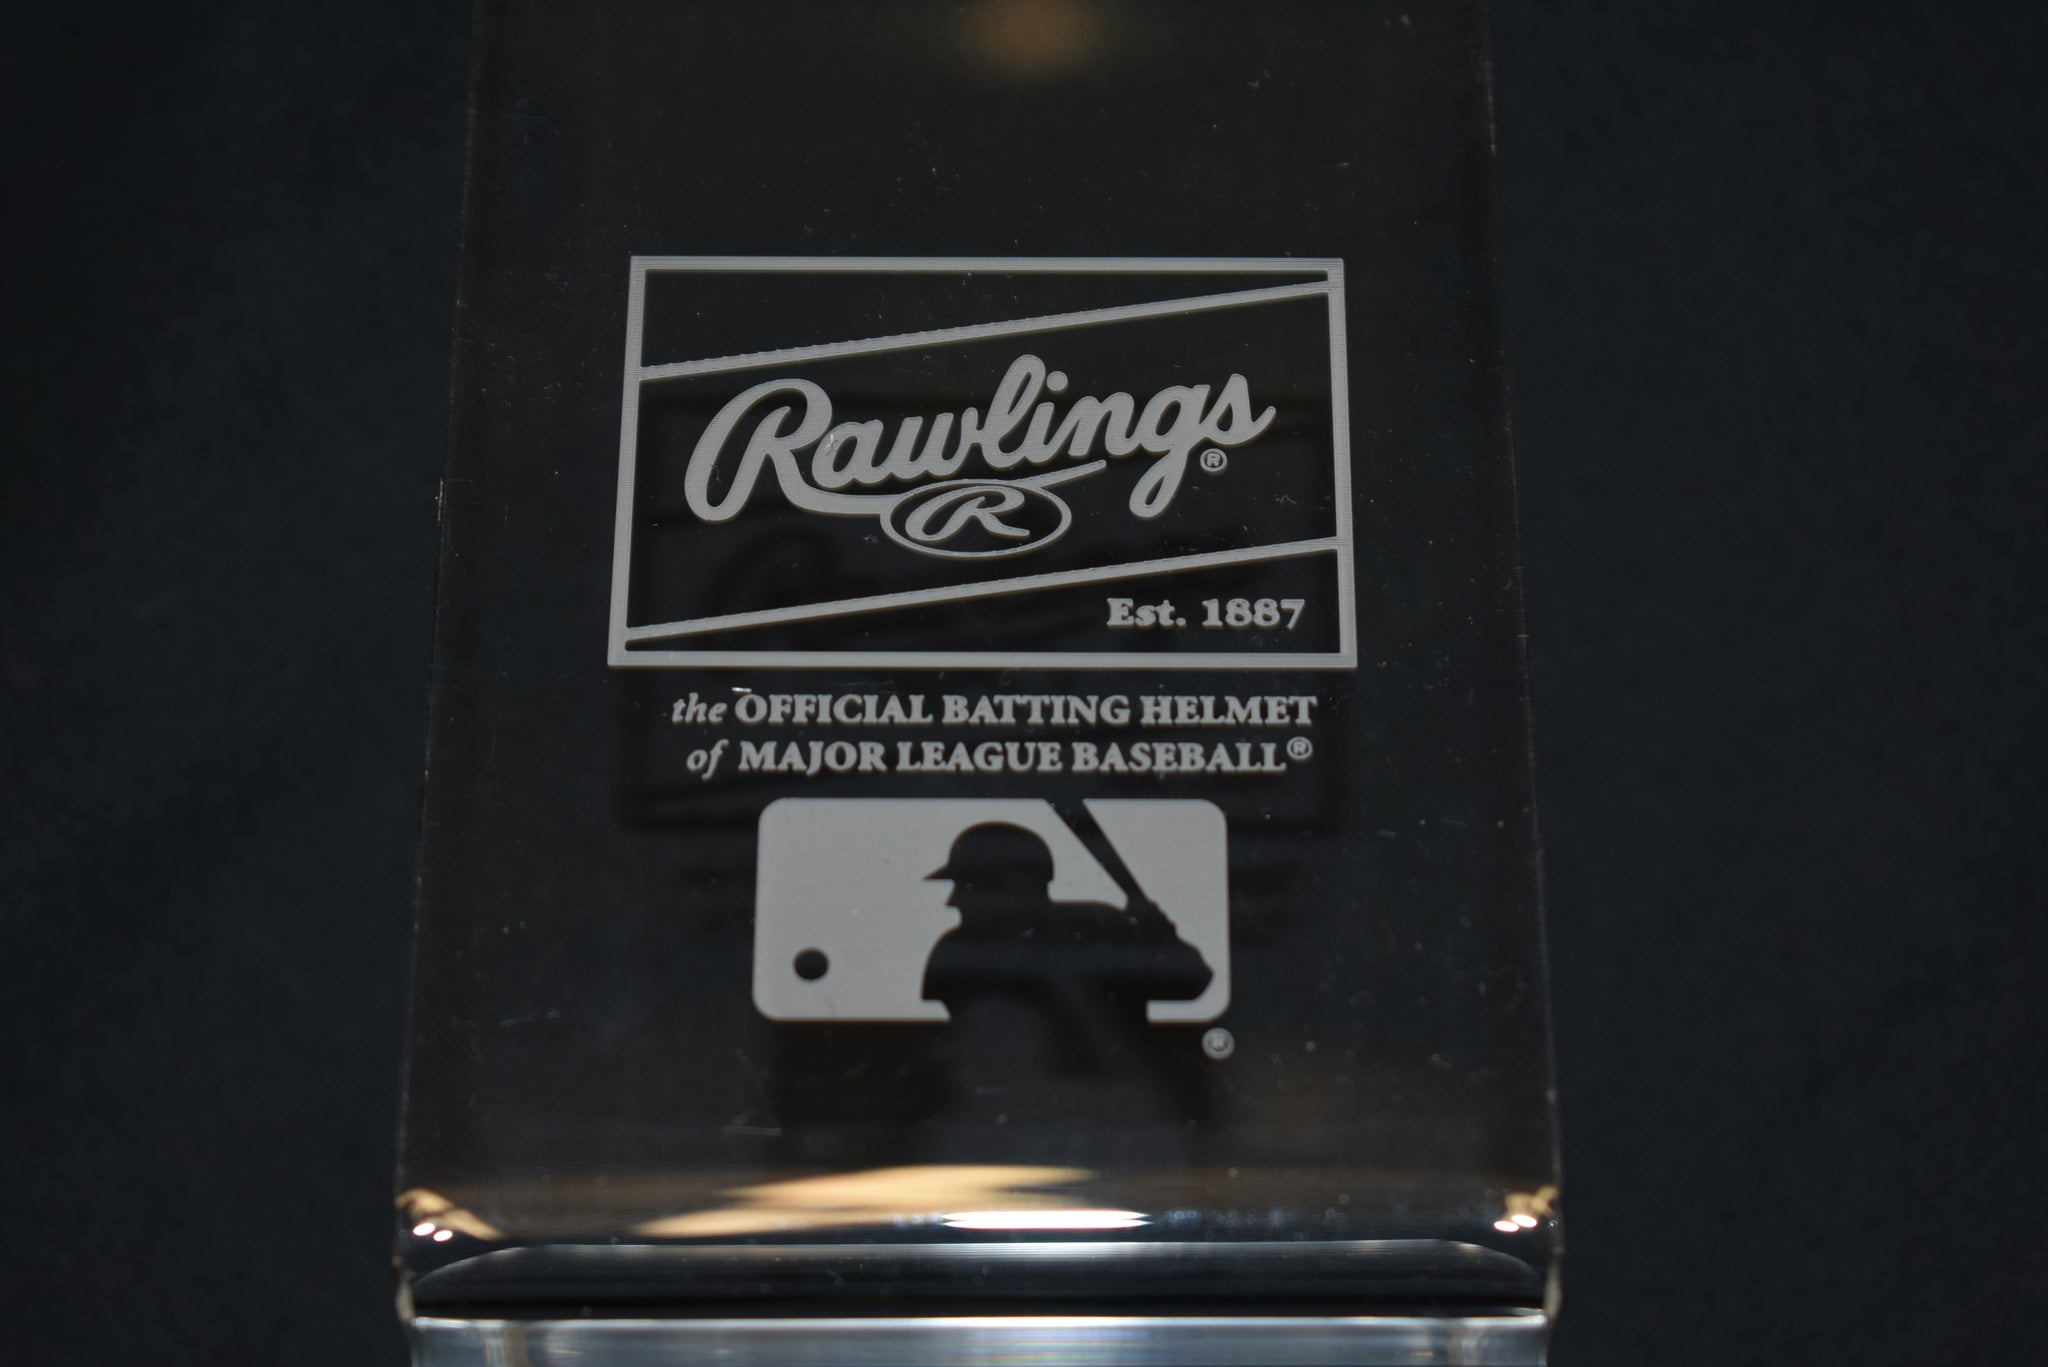 Rawlings®
R
Est. 1887
the OFFICIAL BATTING HELMET
of MAJOR LEAGUE BASEBALL®
®